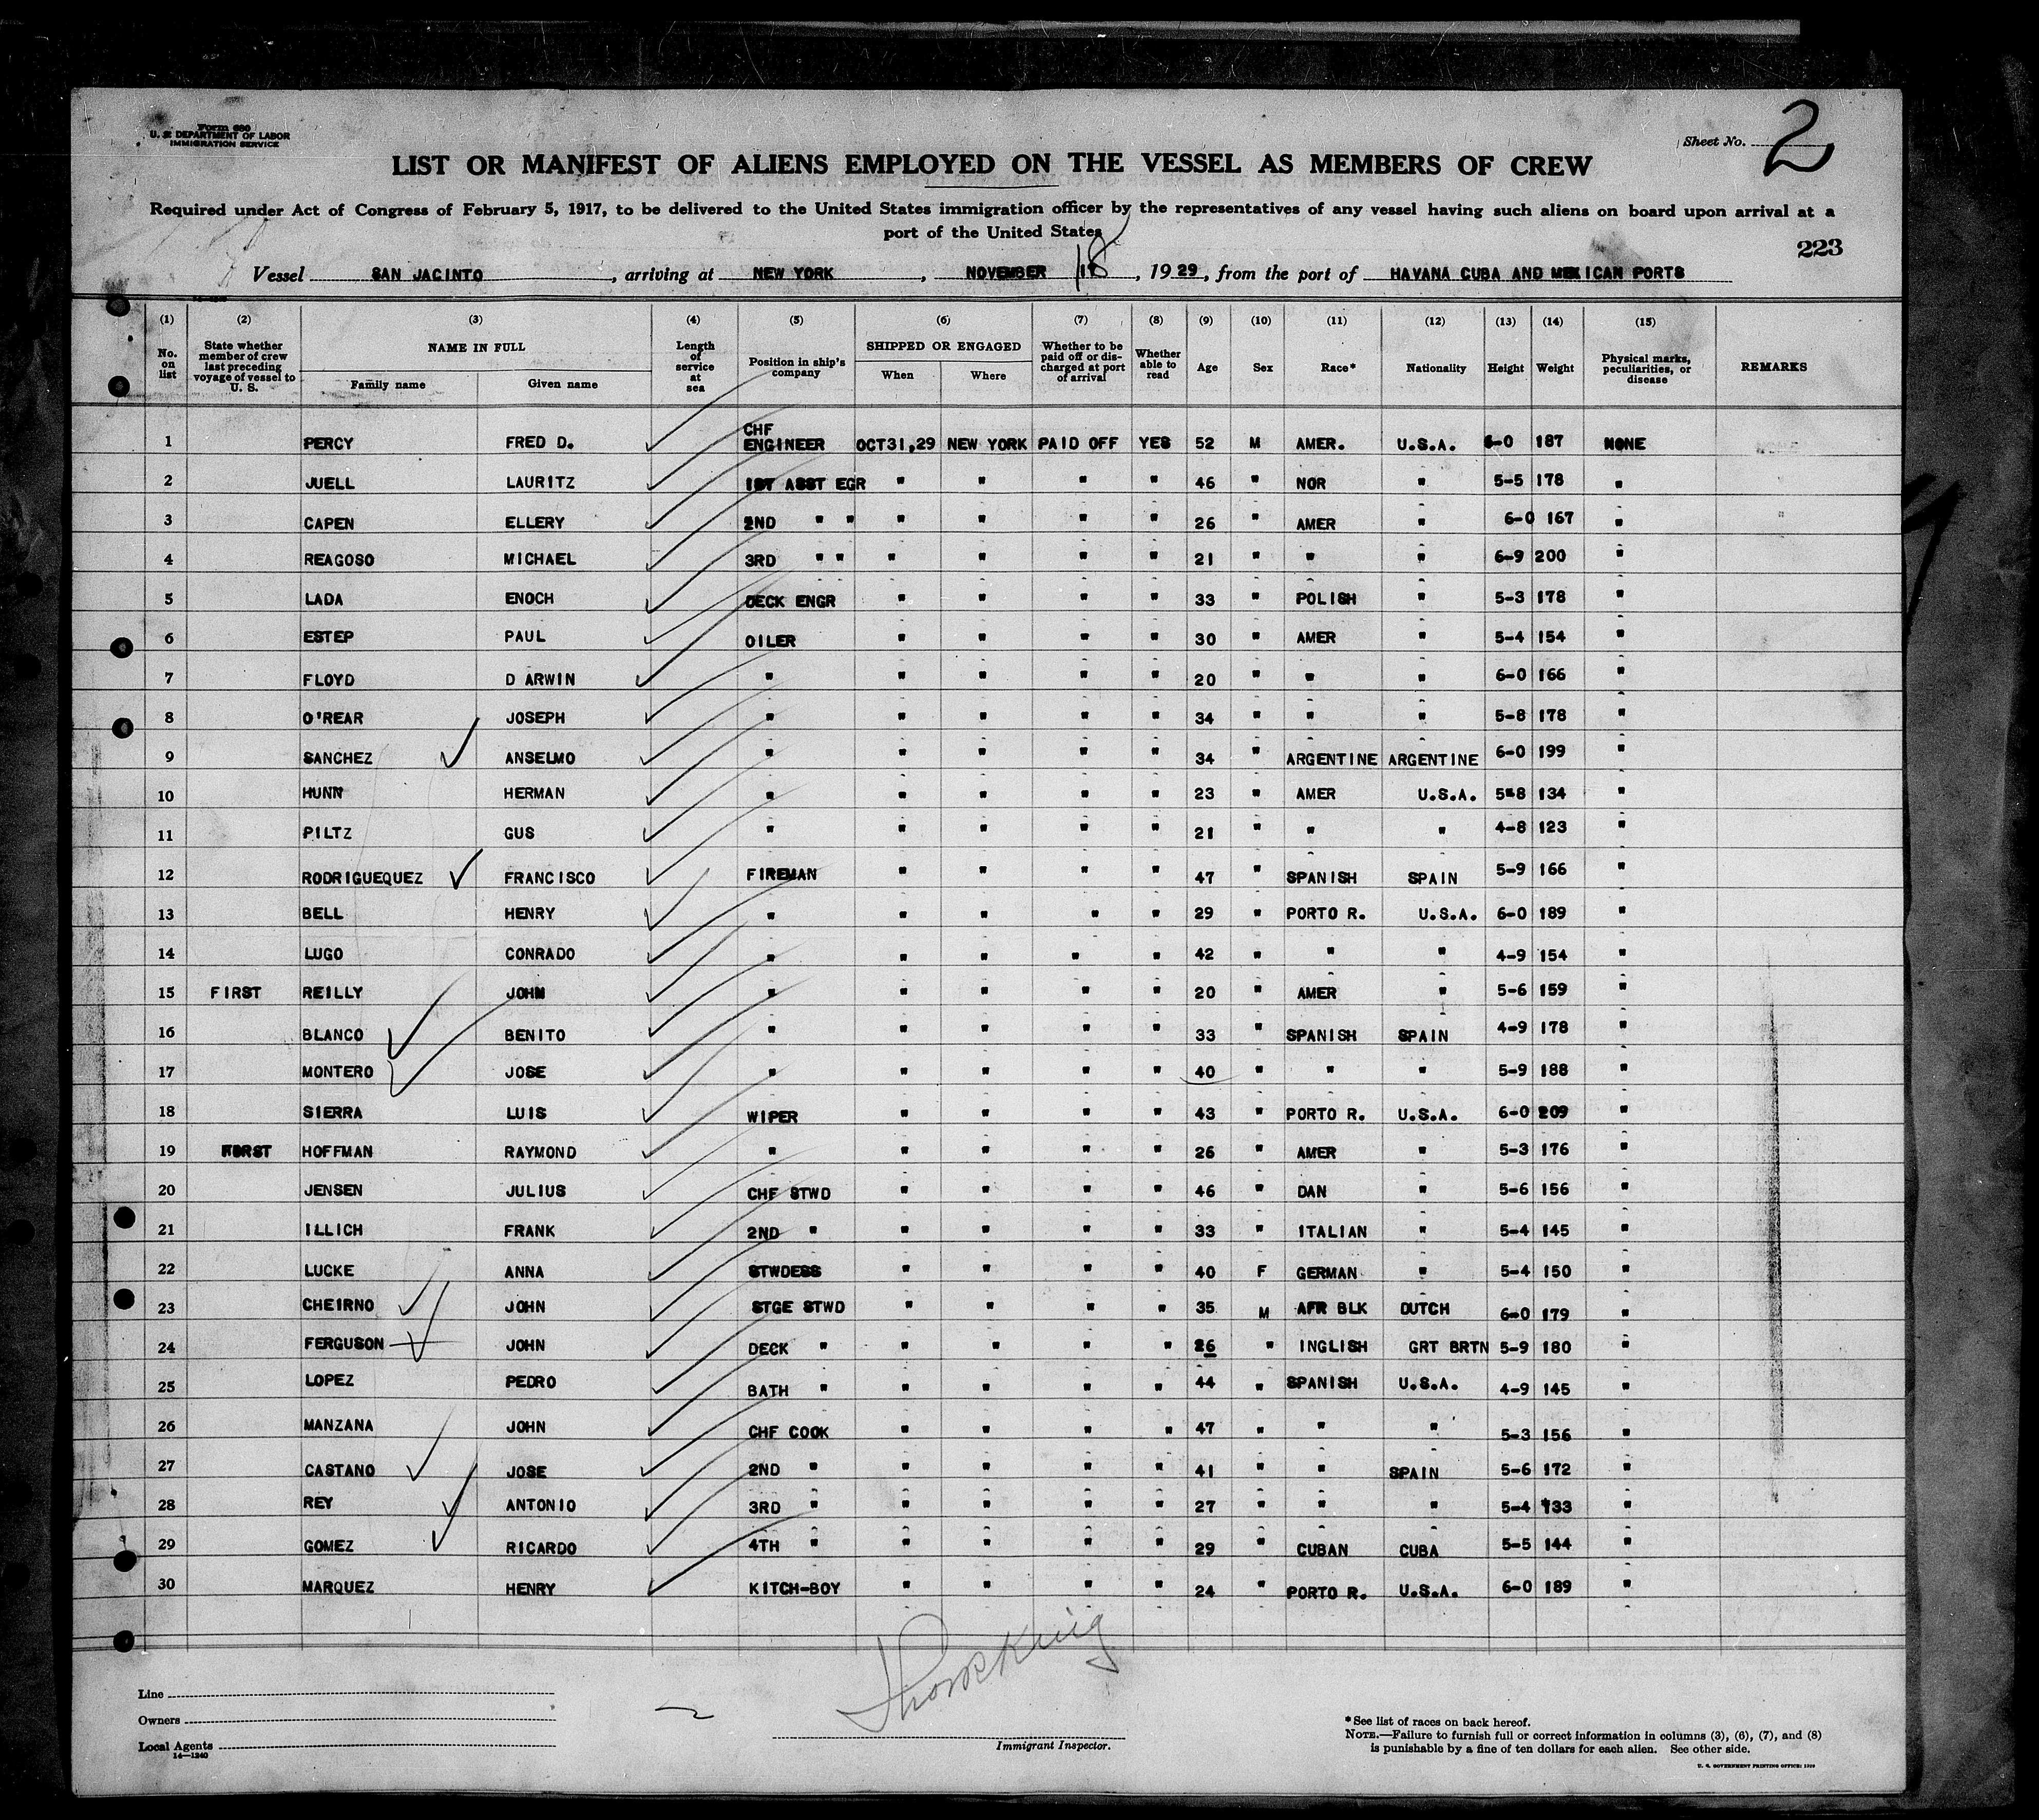 Form 680
U. S. DEPARTMENT OF LABOR
IMMIGRATION SERVICE
Sheet No. 2
LIST OR MANIFEST OF ALIENS EMPLOYED ON THE VESSEL AS MEMBERS OF CREW
Required under Act of Congress of February 5, 1917, to be delivered to the United States immigration officer by the representatives of any vessel having such aliens on board upon arrival at a
port of the United States
223
Vessel SAN JACINTO, arriving at NEW YORK, NOVEMBER 18, 1929, from the port of HAVANA CUBA AND MEXICAN PORTS
(1) (2) (3) (4) (5) (6) (7) (8) (9) (10) (11) (12) (13) (14) (15)
No. on list State whether member of crew last preceding voyage of vessel to U. S. NAME IN FULL Family name Given name Length of service at sea Position in ship's company SHIPPED OR ENGAGED When Where Whether to be paid off or discharged at port of arrival Whether able to read Age Sex Race* Nationality Height Weight Physical marks, peculiarities, or disease REMARKS
1 PERCY FRED D. CHF ENGINEER OCT31,29 NEW YORK PAID OFF YES 52 M AMER. U.S.A. 6-0 187 NONE
2 JUELL LAURITZ 1ST ASST EGR " " " " 46 " NOR " 5-5 178 "
3 CAPEN ELLERY 2ND " " " " " " 26 " AMER " 6-0 167 "
4 REAGOSO MICHAEL 3RD " " " " " " 21 " " " 6-9 200 "
5 LADA ENOCH DECK ENGR " " " " 33 " POLISH " 5-3 178 "
6 ESTEP PAUL OILER " " " " 30 " AMER " 5-4 154 "
7 FLOYD D ARWIN " " " " " 20 " " " 6-0 166 "
8 O'REAR JOSEPH " " " " " 34 " " " 5-8 178 "
9 SANCHEZ ANSELMO " " " " " 34 " ARGENTINE ARGENTINE 6-0 199 "
10 HUNN HERMAN " " " " " 23 " AMER U.S.A. 5-8 134 "
11 PILTZ GUS " " " " " 21 " " " 4-8 123 "
12 RODRIGUEQUEZ FRANCISCO FIREMAN " " " " 47 " SPANISH SPAIN 5-9 166 "
13 BELL HENRY " " " " " 29 " PORTO R. U.S.A. 6-0 189 "
14 LUGO CONRADO " " " " " 42 " " " 4-9 154 "
15 FIRST REILLY JOHN " " " " " 20 " AMER " 5-6 159 "
16 BLANCO BENITO " " " " " 33 " SPANISH SPAIN 4-9 178 "
17 MONTERO JOSE " " " " " 40 " " " 5-9 188 "
18 SIERRA LUIS WIPER " " " " 43 " PORTO R. U.S.A. 6-0 209 "
19 FIRST HOFFMAN RAYMOND " " " " " 26 " AMER " 5-3 176 "
20 JENSEN JULIUS CHF STWD " " " " 46 " DAN " 5-6 156 "
21 ILLICH FRANK 2ND " " " " " 33 " ITALIAN " 5-4 145 "
22 LUCKE ANNA STWDESS " " " " 40 F GERMAN " 5-4 150 "
23 CHEIRNO JOHN STGE STWD " " " " 35 M AFR BLK DUTCH 6-0 179 "
24 FERGUSON JOHN DECK " " " " " 26 " INGLISH GRT BRTN 5-9 180 "
25 LOPEZ PEDRO BATH " " " " " 44 " SPANISH U.S.A. 4-9 145 "
26 MANZANA JOHN CHF COOK " " " " 47 " " " 5-3 156 "
27 CASTANO JOSE 2ND " " " " " 41 " " SPAIN 5-6 172 "
28 REY ANTONIO 3RD " " " " " 27 " " " 5-4 133 "
29 GOMEZ RICARDO 4TH " " " " " 29 " CUBAN CUBA 5-5 144 "
30 MARQUEZ HENRY KITCH-BOY " " " " 24 " PORTO R. U.S.A. 6-0 189 "
Line
Owners
Local Agents
14—1240
Immigrant Inspector.
*See list of races on back hereof.
NOTE.—Failure to furnish full or correct information in columns (3), (6), (7), and (8)
is punishable by a fine of ten dollars for each alien. See other side.
U. S. GOVERNMENT PRINTING OFFICE: 1929